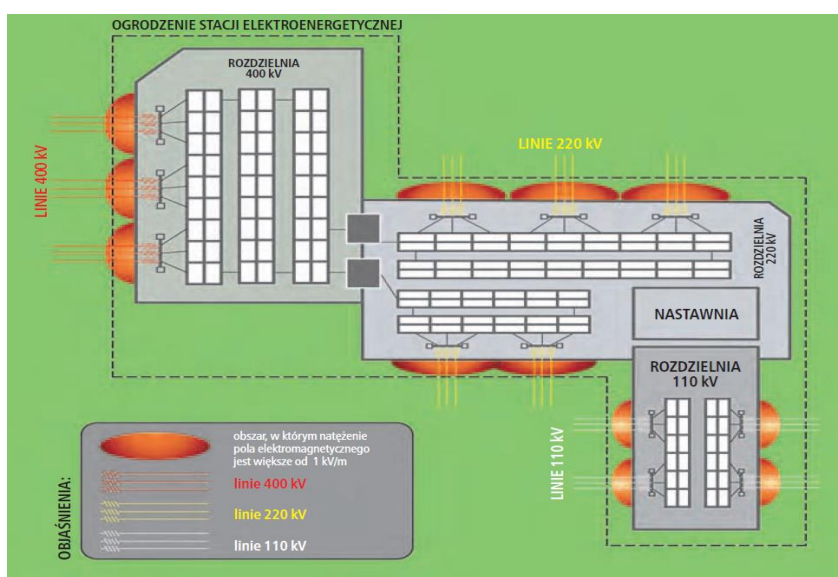 OGRODZENIE STACJI ELEKTROENERGETYCZNEJ
ROZDZIELNIA
400 kV
LINIE 400 kV
LINIE 220 kV
ROZDZIELNIA
220 kV
NASTAWNIA
ROZDZIELNIA
110 kV
LINIE 110 kV
OBJAŚNIENIA:
obszar, w którym natężenie
pola elektromagnetycznego
jest większe od 1 kV/m
linie 400 kV
linie 220 kV
linie 110 kV